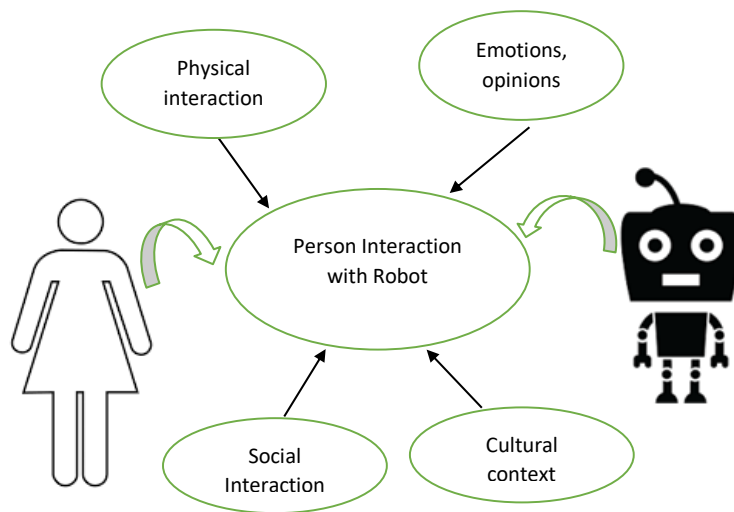 Physical
interaction
Emotions,
opinions
Person Interaction
with Robot
Social
Interaction
Cultural
context